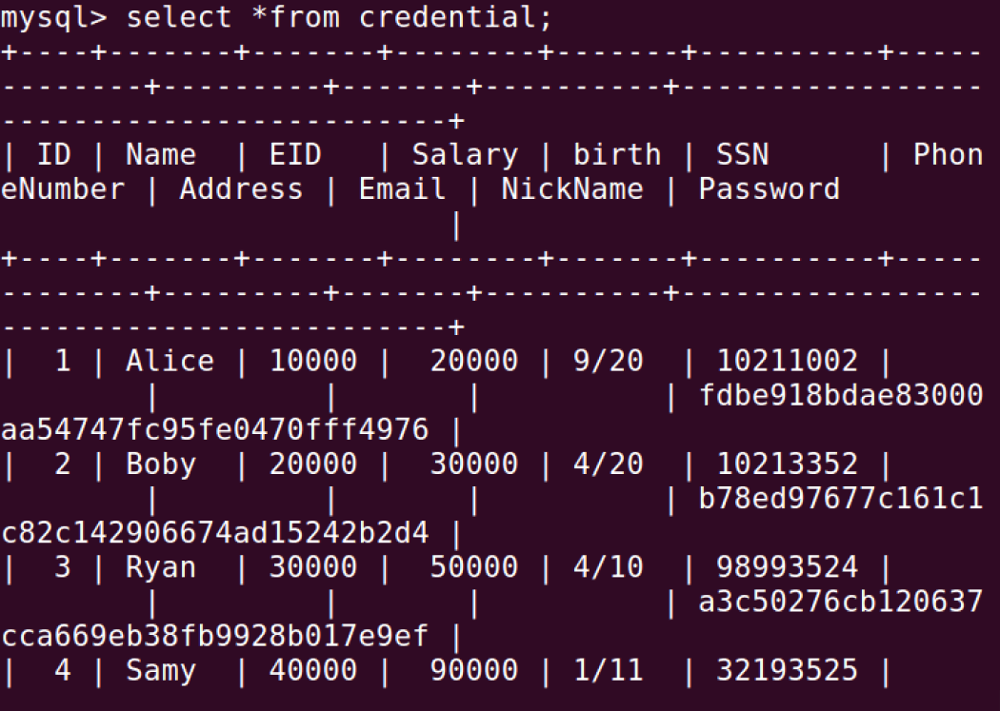 mysql> select *from credential;
+----+-------+-------+--------+-------+----------+-----
--------+---------+-------+----------+-----------------
-------------------------+
| ID | Name  | EID   | Salary | birth | SSN      | Phon
eNumber | Address | Email | NickName | Password
                         |
+----+-------+-------+--------+-------+----------+-----
--------+---------+-------+----------+-----------------
-------------------------+
|  1 | Alice | 10000 |  20000 | 9/20  | 10211002 |
        |         |       |          | fdbe918bdae83000
aa54747fc95fe0470fff4976 |
|  2 | Boby  | 20000 |  30000 | 4/20  | 10213352 |
        |         |       |          | b78ed97677c161c1
c82c142906674ad15242b2d4 |
|  3 | Ryan  | 30000 |  50000 | 4/10  | 98993524 |
        |         |       |          | a3c50276cb120637
cca669eb38fb9928b017e9ef |
|  4 | Samy  | 40000 |  90000 | 1/11  | 32193525 |